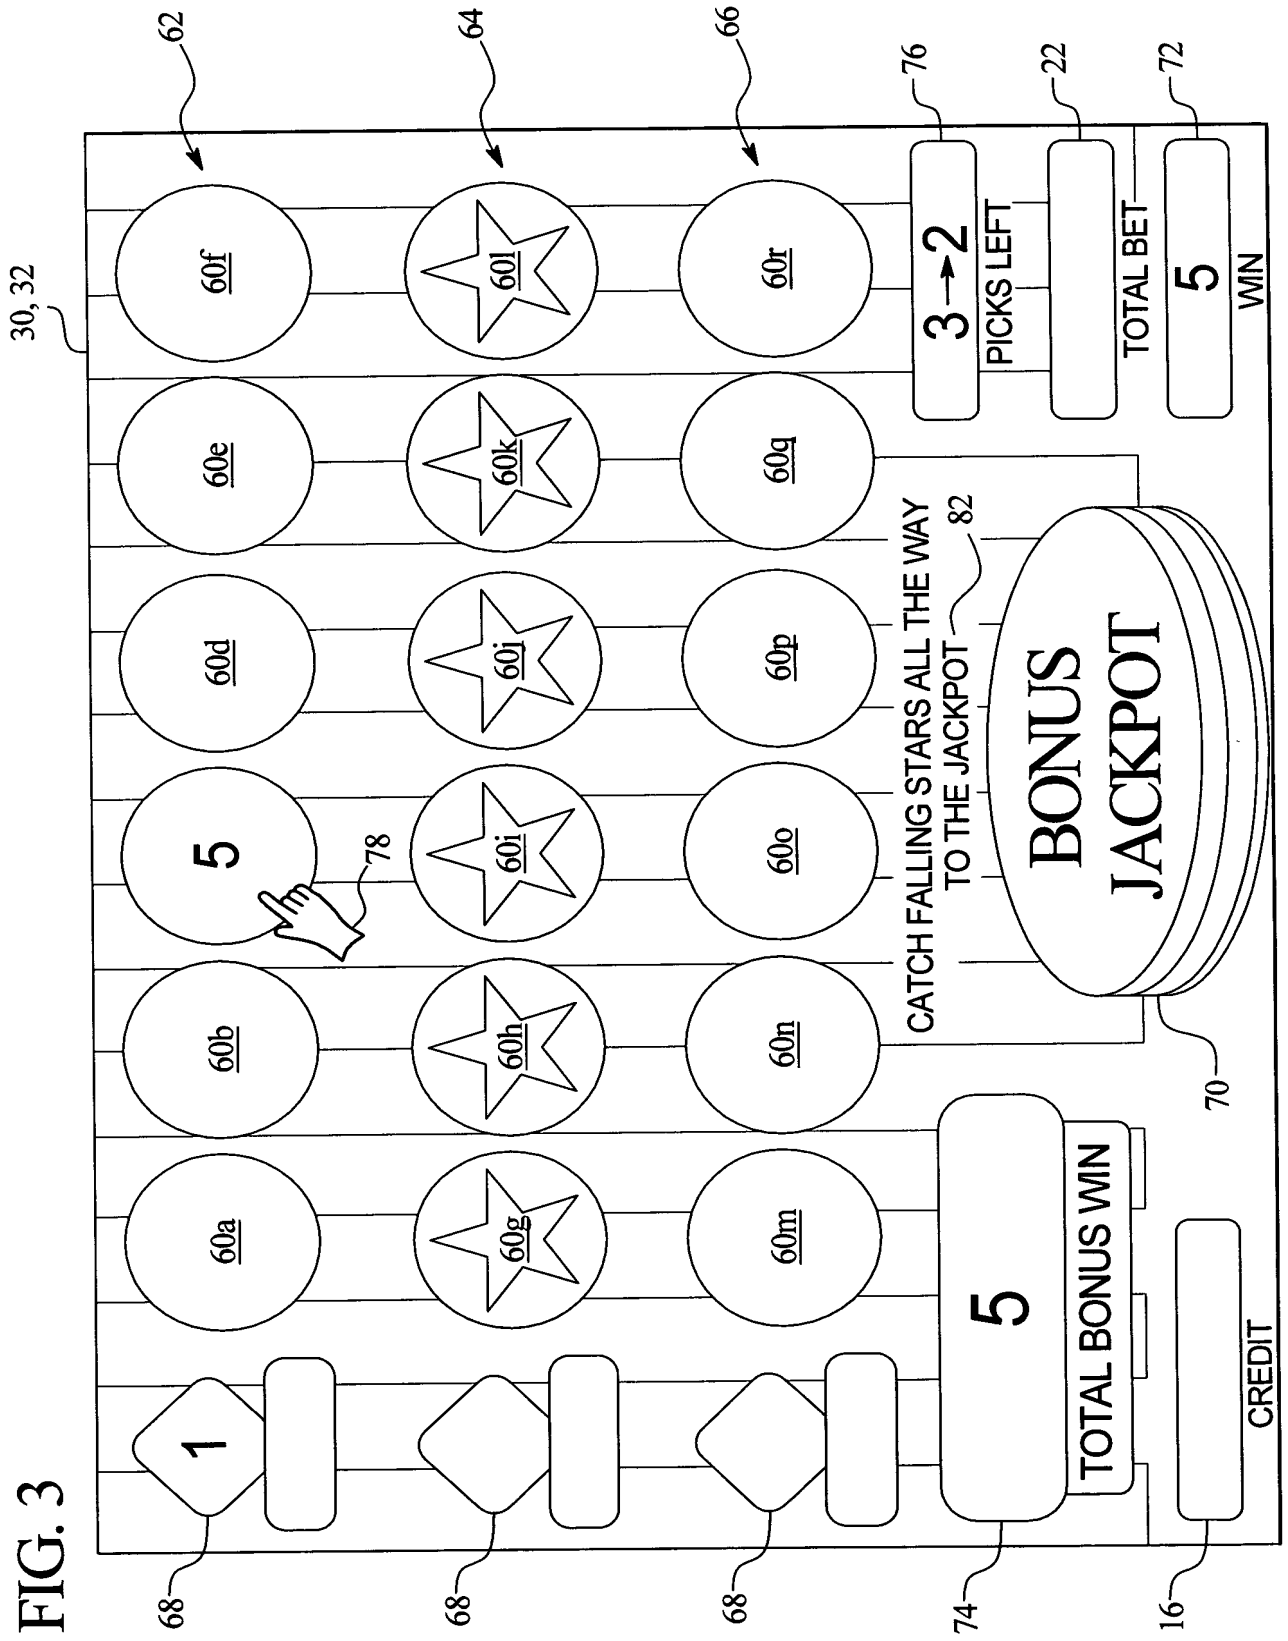 FIG. 3
30, 32
1
60a
60b
5
60d
60e
60f
62
68
78
60g
60h
60i
60j
60k
60l
64
68
60m
60n
60o
60p
60q
60r
66
68
CATCH FALLING STARS ALL THE WAY
TO THE JACKPOT
82
3→2
PICKS LEFT
76
5
TOTAL BONUS WIN
74
BONUS
JACKPOT
70
TOTAL BET
22
CREDIT
16
5
WIN
72